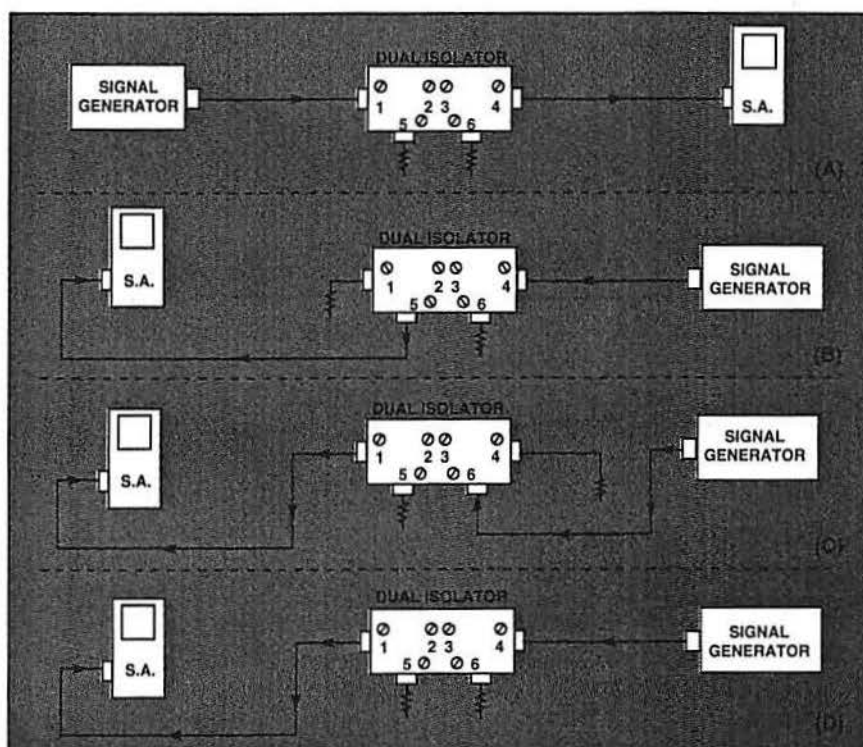 DUAL ISOLATOR
SIGNAL
GENERATOR
1 2 3 4
5 6
S.A.
(A)
DUAL ISOLATOR
S.A.
1 2 3 4
5 6
SIGNAL
GENERATOR
(B)
DUAL ISOLATOR
S.A.
1 2 3 4
5 6
SIGNAL
GENERATOR
(C)
DUAL ISOLATOR
S.A.
1 2 3 4
5 6
SIGNAL
GENERATOR
(D)